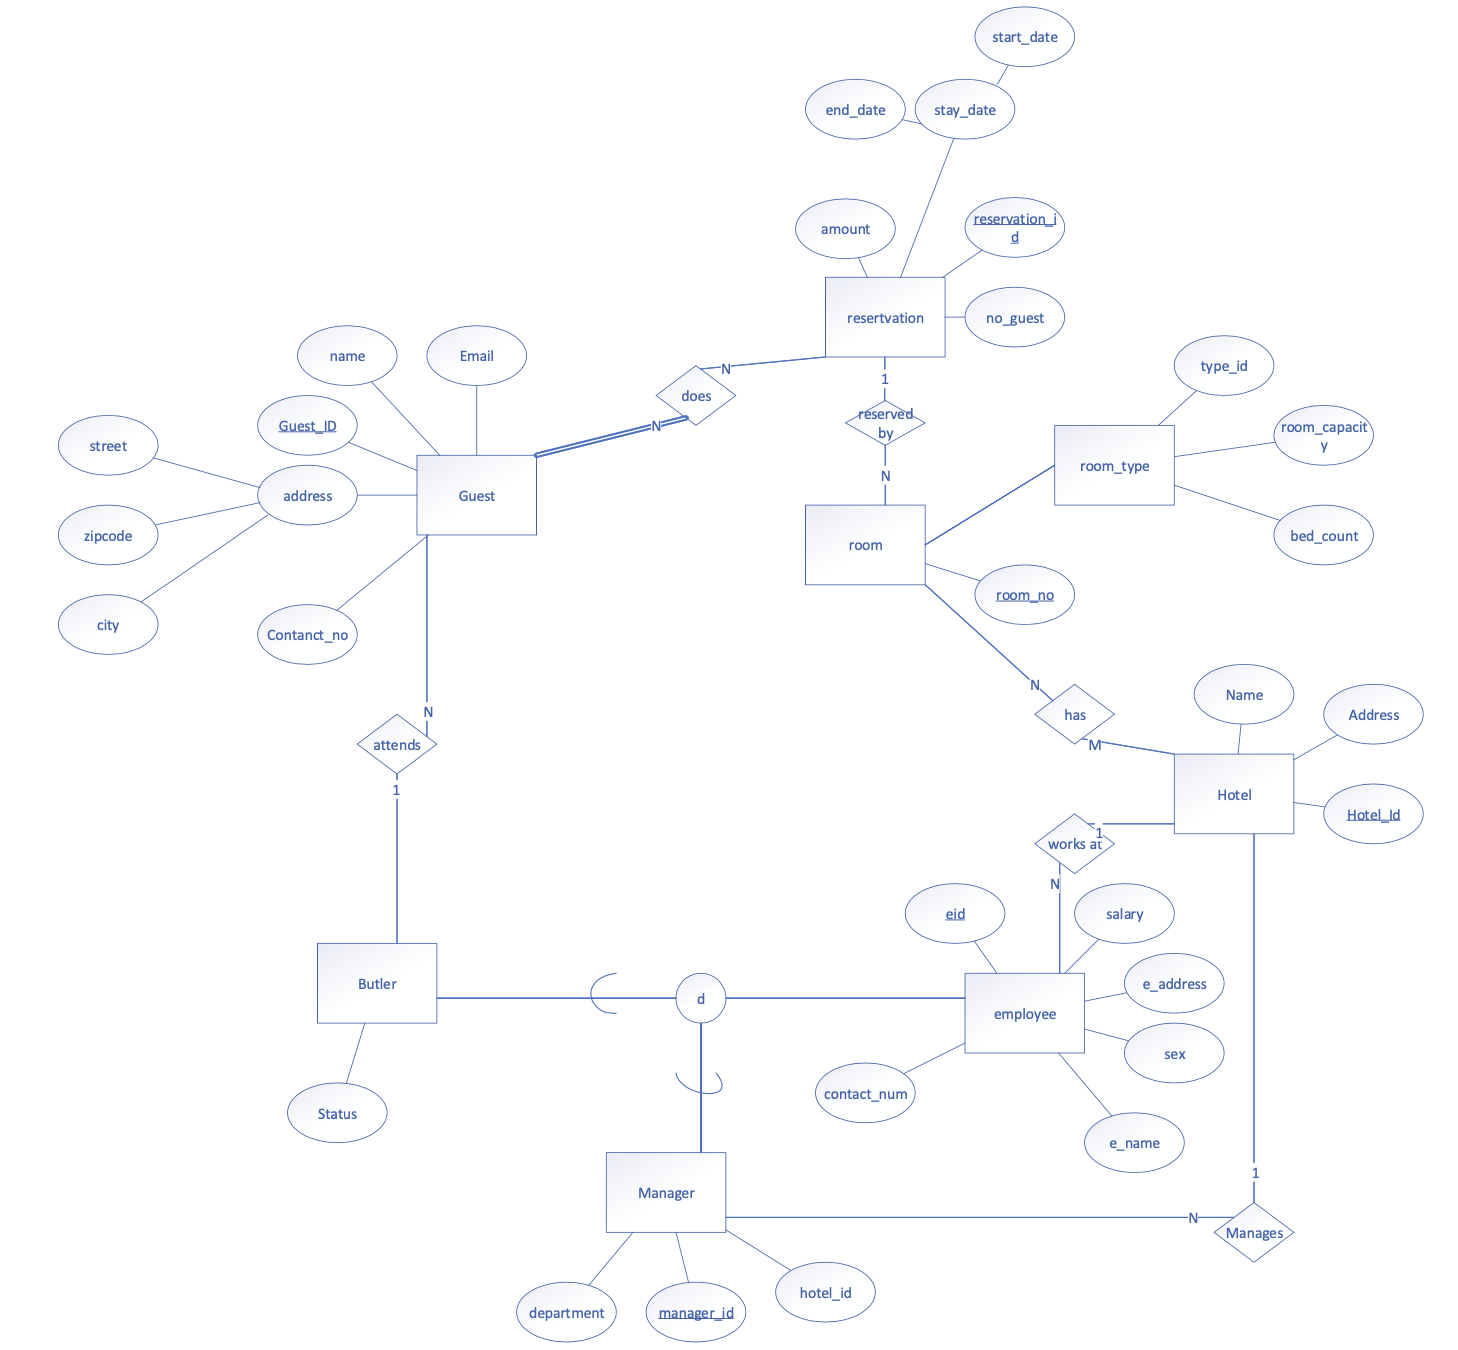 start_date
end_date
stay_date
amount
reservation_i
d
resertvation
no_guest
name
Email
N
does
N
1
reserved
by
N
type_id
room_capacit
y
room_type
bed_count
Guest_ID
street
address
Guest
zipcode
city
Contanct_no
room
room_no
N
has
M
Name
Address
Hotel
Hotel_Id
N
attends
1
1
works at
N
eid
salary
e_address
employee
sex
contact_num
e_name
Butler
d
Status
1
Manager
N
Manages
department
manager_id
hotel_id